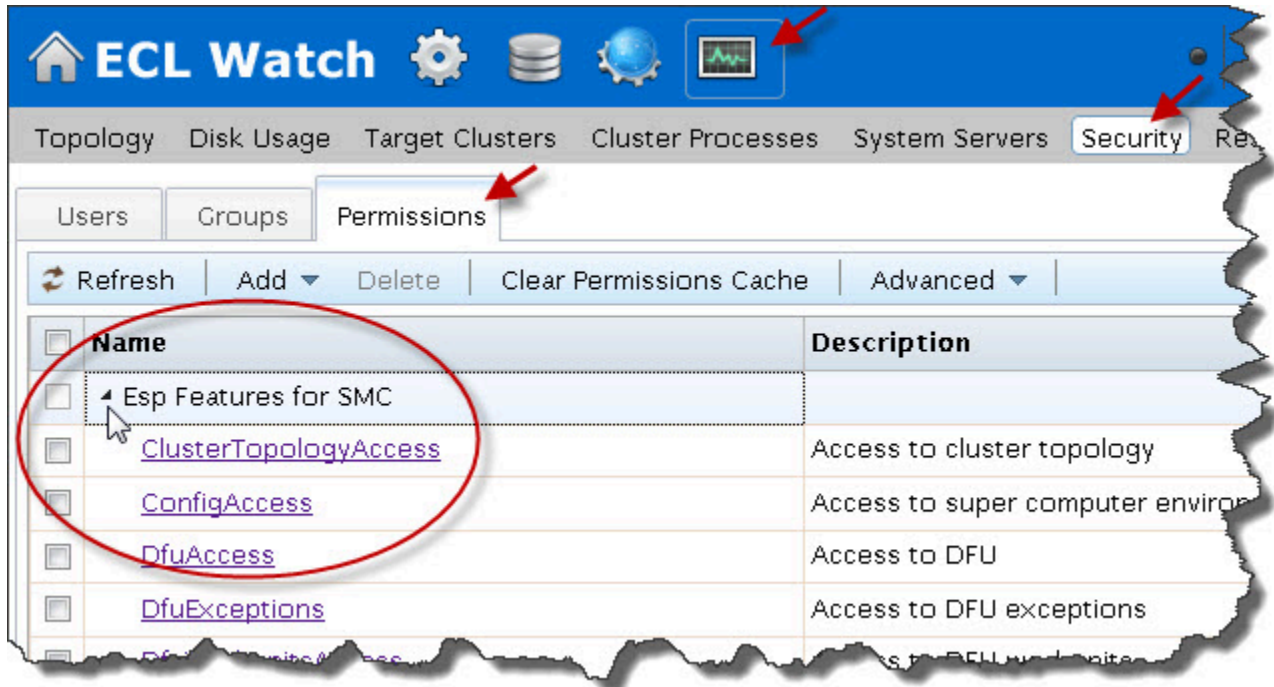 ECL Watch
Topology Disk Usage Target Clusters Cluster Processes System Servers Security
Users Groups Permissions
Refresh Add Delete Clear Permissions Cache Advanced
Name Description
Esp Features for SMC
ClusterTopologyAccess Access to cluster topology
ConfigAccess Access to super computer
DfuAccess Access to DFU
DfuExceptions Access to DFU exceptions